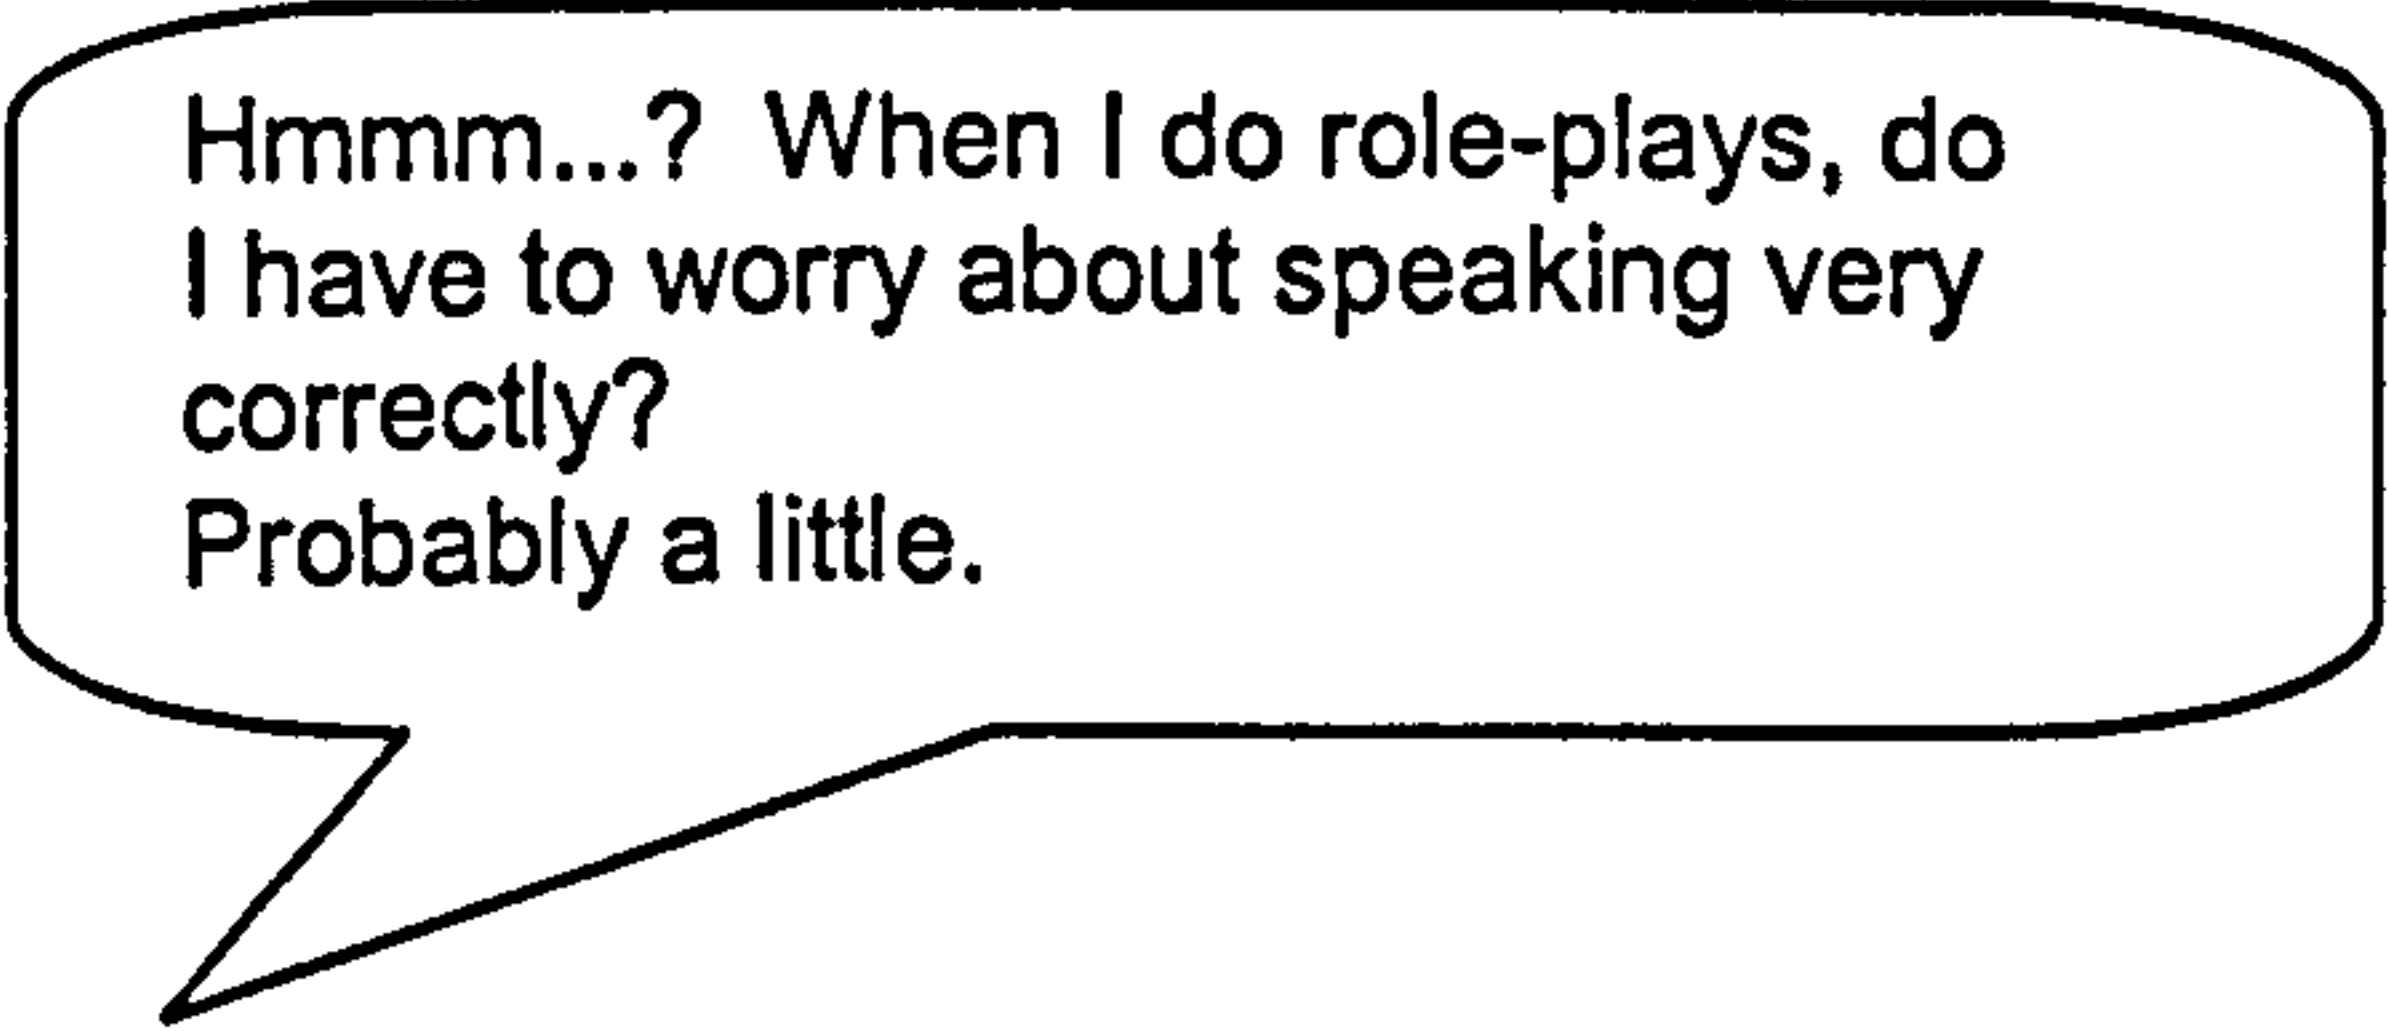 Hmmm...?  When I do role-plays, do
I have to worry about speaking very
correctly?
Probably a little.